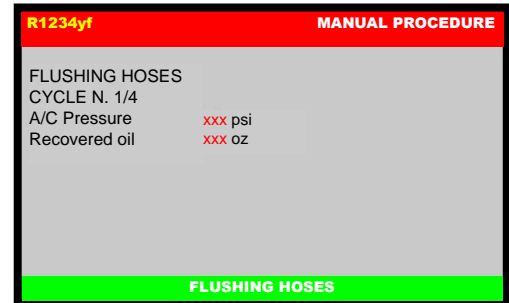 R1234yf MANUAL PROCEDURE
FLUSHING HOSES
CYCLE N. 1/4
A/C Pressure xxx psi
Recovered oil xxx oz
FLUSHING HOSES